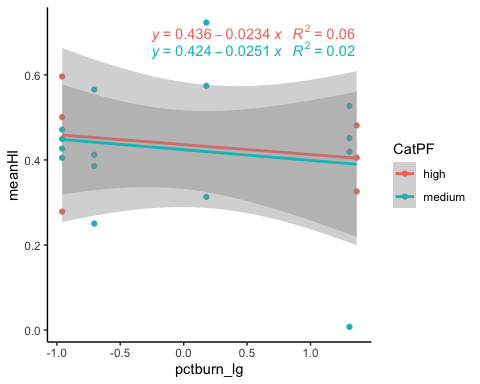 y = 0.436 – 0.0234 x R² = 0.06
y = 0.424 – 0.0251 x R² = 0.02
0.6
0.4
0.2
0.0
meanHI
-1.0 -0.5 0.0 0.5 1.0
pctburn_lg
CatPF
high
medium